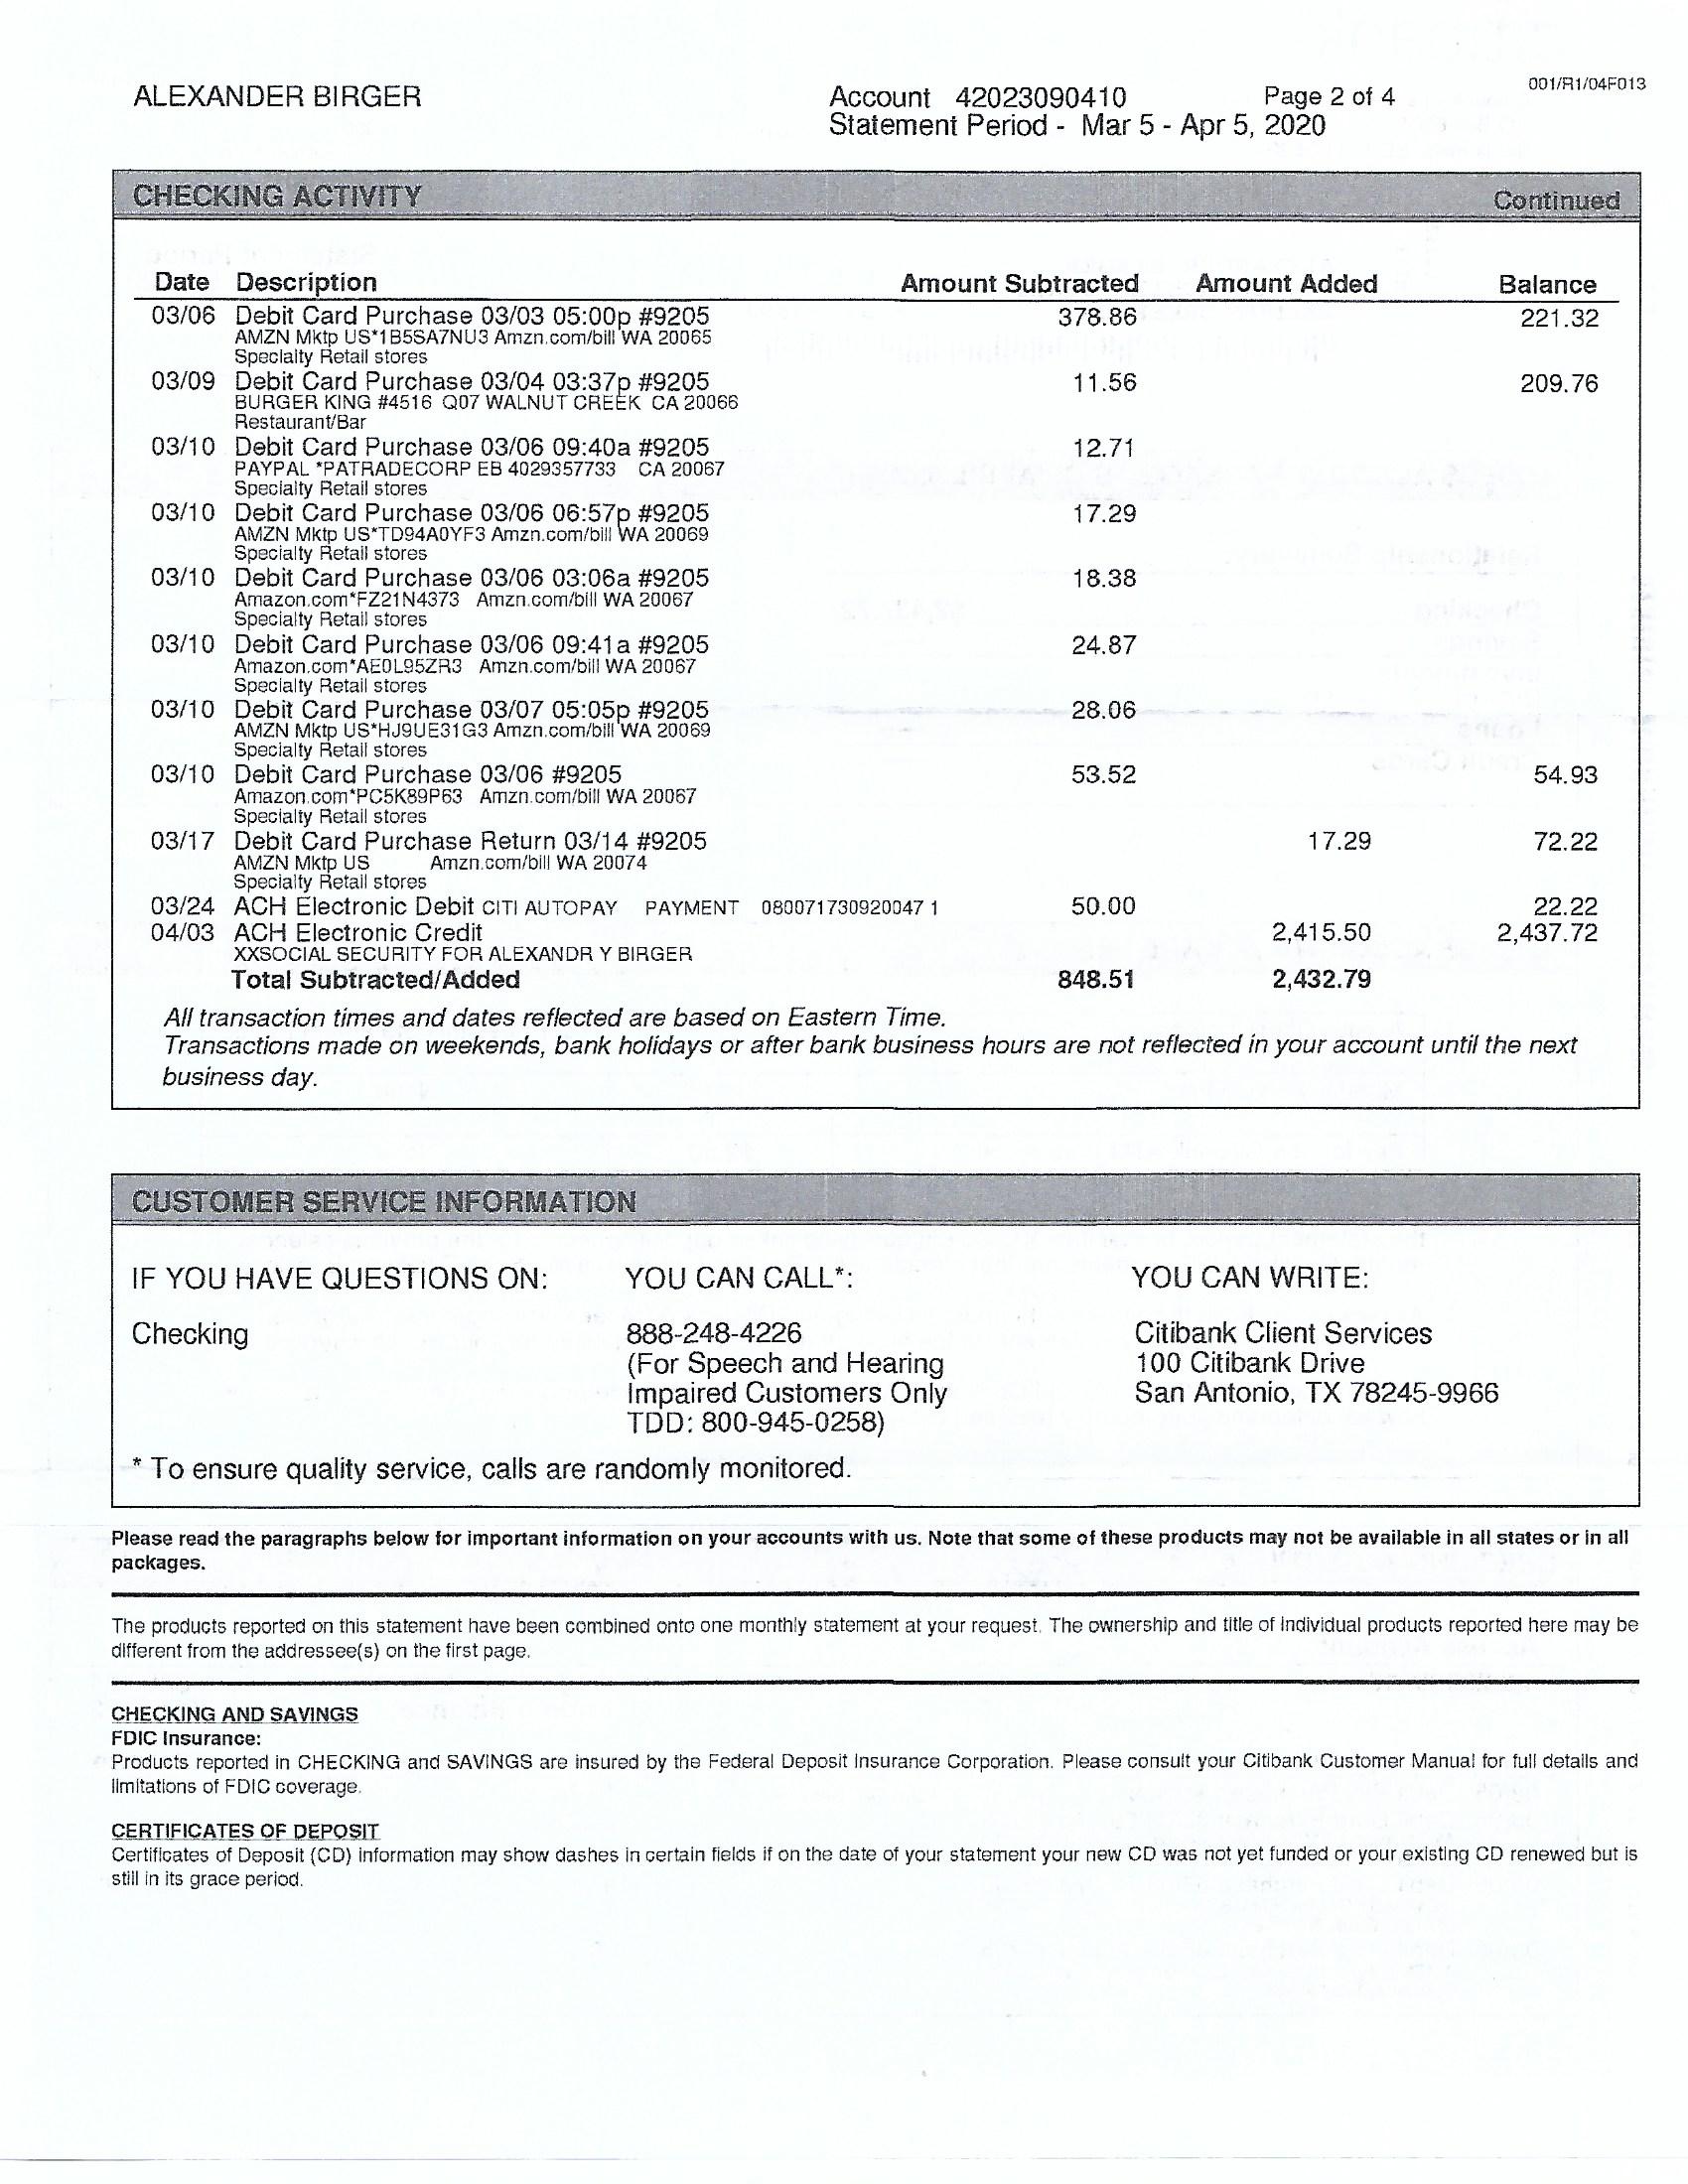 001/R1/04F013
ALEXANDER BIRGER Account 42023090410 Page 2 of 4
Statement Period - Mar 5 - Apr 5, 2020
CHECKING ACTIVITY Continued
Date Description Amount Subtracted Amount Added Balance
03/06 Debit Card Purchase 03/03 05:00p #9205 378.86 221.32
AMZN Mktp US*1B5SA7NU3 Amzn.com/bill WA 20065
Specialty Retail stores
03/09 Debit Card Purchase 03/04 03:37p #9205 11.56 209.76
BURGER KING #4516 Q07 WALNUT CREEK CA 20066
Restaurant/Bar
03/10 Debit Card Purchase 03/06 09:40a #9205 12.71
PAYPAL *PATRADECORP EB 4029357733 CA 20067
Specialty Retail stores
03/10 Debit Card Purchase 03/06 06:57p #9205 17.29
AMZN Mktp US*TD94A0YF3 Amzn.com/bill WA 20069
Specialty Retail stores
03/10 Debit Card Purchase 03/06 03:06a #9205 18.38
Amazon.com*FZ21N4373 Amzn.com/bill WA 20067
Specialty Retail stores
03/10 Debit Card Purchase 03/06 09:41a #9205 24.87
Amazon.com*AE0L95ZR3 Amzn.com/bill WA 20067
Specialty Retail stores
03/10 Debit Card Purchase 03/07 05:05p #9205 28.06
AMZN Mktp US*HJ9UE31G3 Amzn.com/bill WA 20069
Specialty Retail stores
03/10 Debit Card Purchase 03/06 #9205 53.52 54.93
Amazon.com*PC5K89P63 Amzn.com/bill WA 20067
Specialty Retail stores
03/17 Debit Card Purchase Return 03/14 #9205 17.29 72.22
AMZN Mktp US Amzn.com/bill WA 20074
Specialty Retail stores
03/24 ACH Electronic Debit CITI AUTOPAY PAYMENT 080071730920047 1 50.00 22.22
04/03 ACH Electronic Credit 2,415.50 2,437.72
XXSOCIAL SECURITY FOR ALEXANDR Y BIRGER
Total Subtracted/Added 848.51 2,432.79
All transaction times and dates reflected are based on Eastern Time.
Transactions made on weekends, bank holidays or after bank business hours are not reflected in your account until the next
business day.
CUSTOMER SERVICE INFORMATION
IF YOU HAVE QUESTIONS ON: YOU CAN CALL*: YOU CAN WRITE:
Checking 888-248-4226 Citibank Client Services
(For Speech and Hearing 100 Citibank Drive
Impaired Customers Only San Antonio, TX 78245-9966
TDD: 800-945-0258)
* To ensure quality service, calls are randomly monitored.
Please read the paragraphs below for important information on your accounts with us. Note that some of these products may not be available in all states or in all
packages.
The products reported on this statement have been combined onto one monthly statement at your request. The ownership and title of individual products reported here may be
different from the addressee(s) on the first page.
CHECKING AND SAVINGS
FDIC Insurance:
Products reported in CHECKING and SAVINGS are insured by the Federal Deposit Insurance Corporation. Please consult your Citibank Customer Manual for full details and
limitations of FDIC coverage.
CERTIFICATES OF DEPOSIT
Certificates of Deposit (CD) information may show dashes in certain fields if on the date of your statement your new CD was not yet funded or your existing CD renewed but is
still in its grace period.